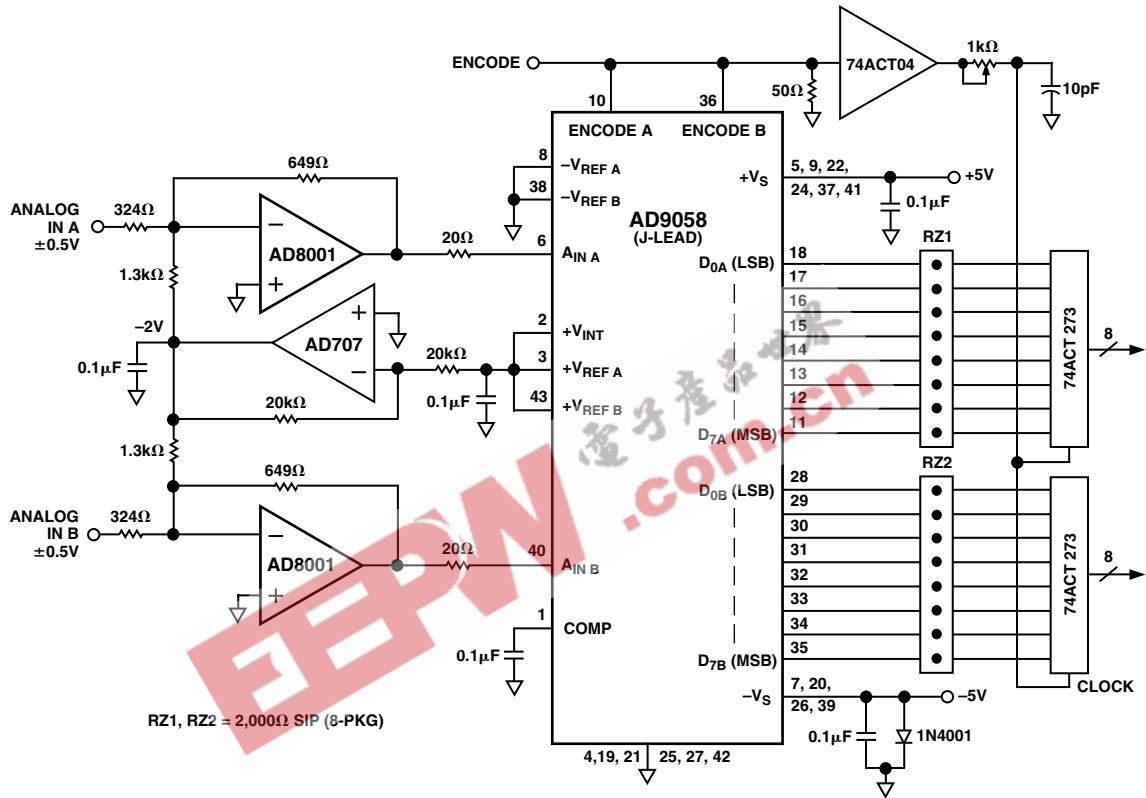 ENCODE
74ACT04
1kΩ
50Ω
10pF
10
36
ENCODE A
ENCODE B
649Ω
8
–V REF A
38
–V REF B
+VS
5, 9, 22,
24, 37, 41
+5V
0.1μF
ANALOG
IN A
±0.5V
324Ω
AD8001
20Ω
6
A IN A
AD9058
(J-LEAD)
RZ1
1.3kΩ
D0A (LSB)
18
17
16
15
14
13
12
11
D7A (MSB)
74ACT 273
8
–2V
0.1μF
AD707
20kΩ
0.1μF
2
+VINT
3
+VREF A
43
+VREF B
20kΩ
1.3kΩ
649Ω
ANALOG
IN B
±0.5V
324Ω
AD8001
20Ω
40
A IN B
RZ2
D0B (LSB)
28
29
30
31
32
33
34
35
D7B (MSB)
74ACT 273
8
CLOCK
1
COMP
0.1μF
–VS
7, 20,
26, 39
–5V
0.1μF
1N4001
RZ1, RZ2 = 2,000Ω SIP (8-PKG)
4,19, 21
25, 27, 42
EEPW
.com.cn
電子産品世界